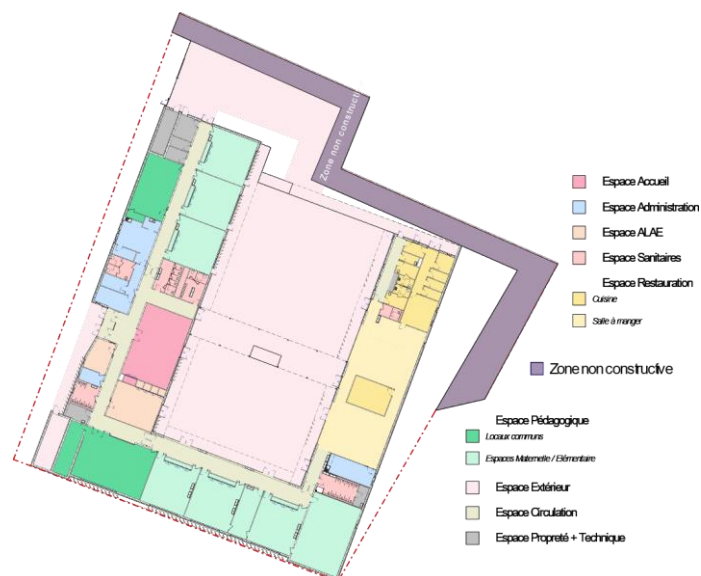 Zone non constructi
Espace Accueil
Espace Administration
Espace ALAE
Espace Sanitaires
Espace Restauration
Cuisine
Salle à manger
Zone non constructive
Espace Pédagogique
Locaux communs
Espaces Maternelle / Elémentaire
Espace Extérieur
Espace Circulation
Espace Propreté + Technique